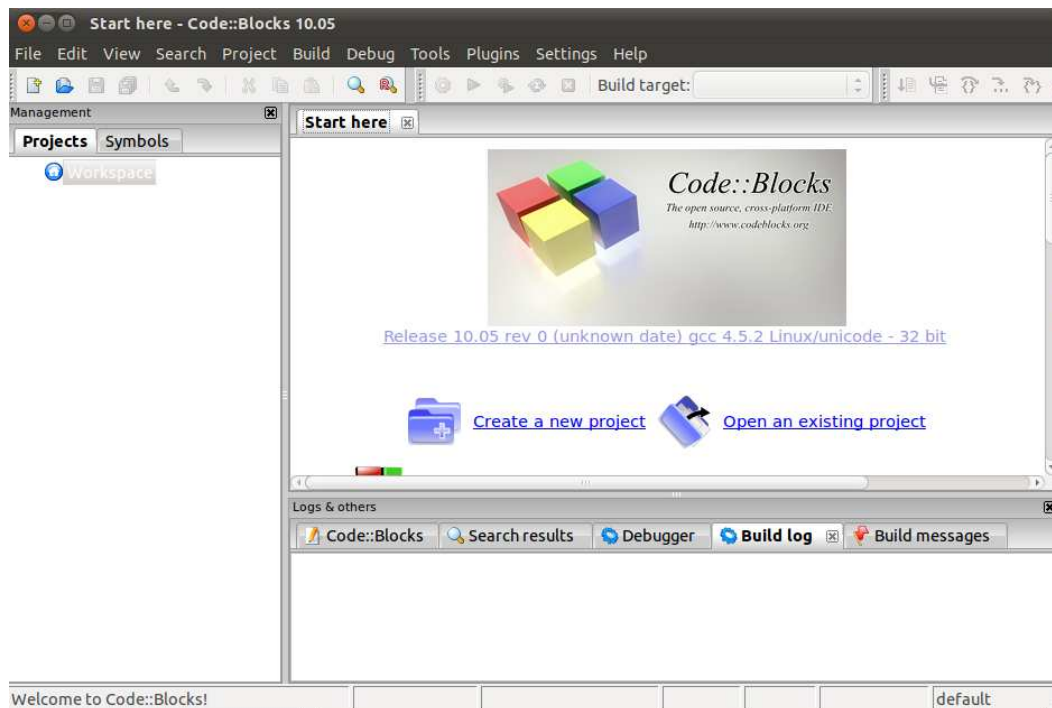 Start here - Code::Blocks 10.05
File Edit View Search Project Build Debug Tools Plugins Settings Help
Build target:
Management
Projects Symbols
Workspace
Start here
Code::Blocks
The open source, cross-platform IDE
http://www.codeblocks.org
Release 10.05 rev 0 (unknown date) gcc 4.5.2 Linux/unicode - 32 bit
Create a new project Open an existing project
Logs & others
Code::Blocks Search results Debugger Build log Build messages
Welcome to Code::Blocks! default